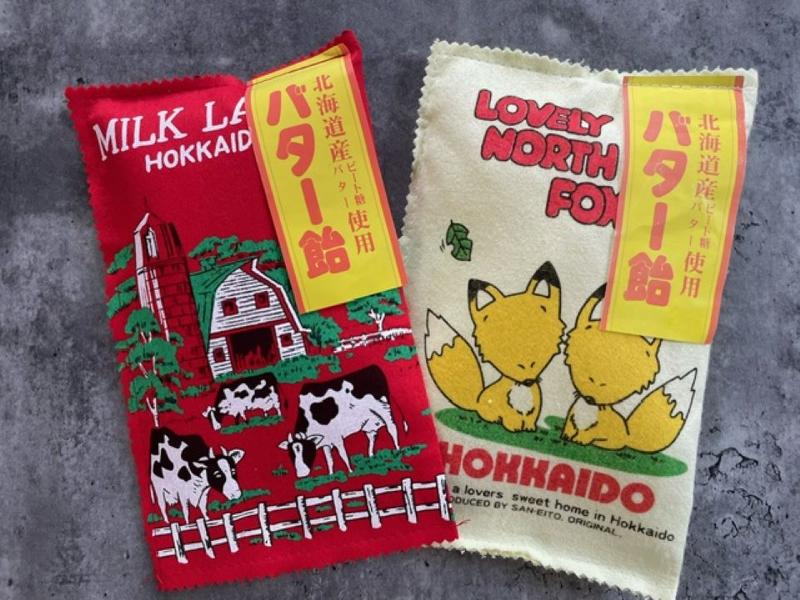 MILK LA
HOKKAID
北海道産ビート糖バター使用
バター飴
LOVELY
NORTH
FOX
北海道産ビート糖バター使用
バター飴
HOKKAIDO
a lovers sweet home in Hokkaido
ODUCED BY SAN-EITO. ORIGINAL.